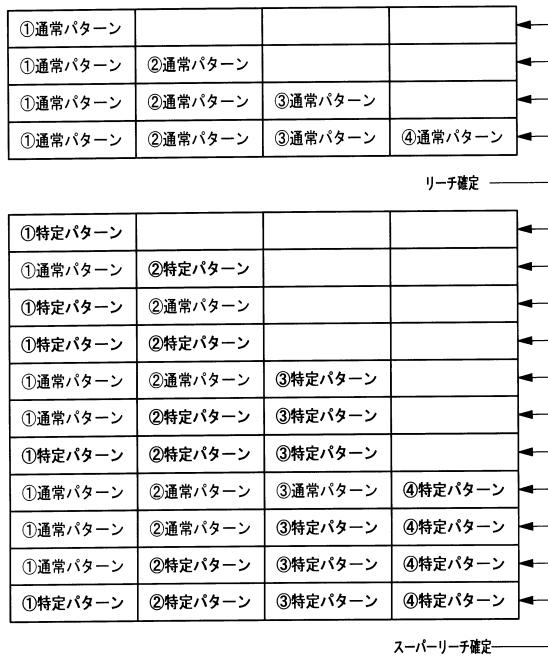 ①通常パターン
①通常パターン ②通常パターン
①通常パターン ②通常パターン ③通常パターン
①通常パターン ②通常パターン ③通常パターン ④通常パターン
リーチ確定
①特定パターン
①通常パターン ②特定パターン
①特定パターン ②通常パターン
①特定パターン ②特定パターン
①通常パターン ②通常パターン ③特定パターン
①通常パターン ②特定パターン ③特定パターン
①特定パターン ②特定パターン ③特定パターン
①通常パターン ②通常パターン ③通常パターン ④特定パターン
①通常パターン ②通常パターン ③特定パターン ④特定パターン
①通常パターン ②特定パターン ③特定パターン ④特定パターン
①特定パターン ②特定パターン ③特定パターン ④特定パターン
スーパーリーチ確定